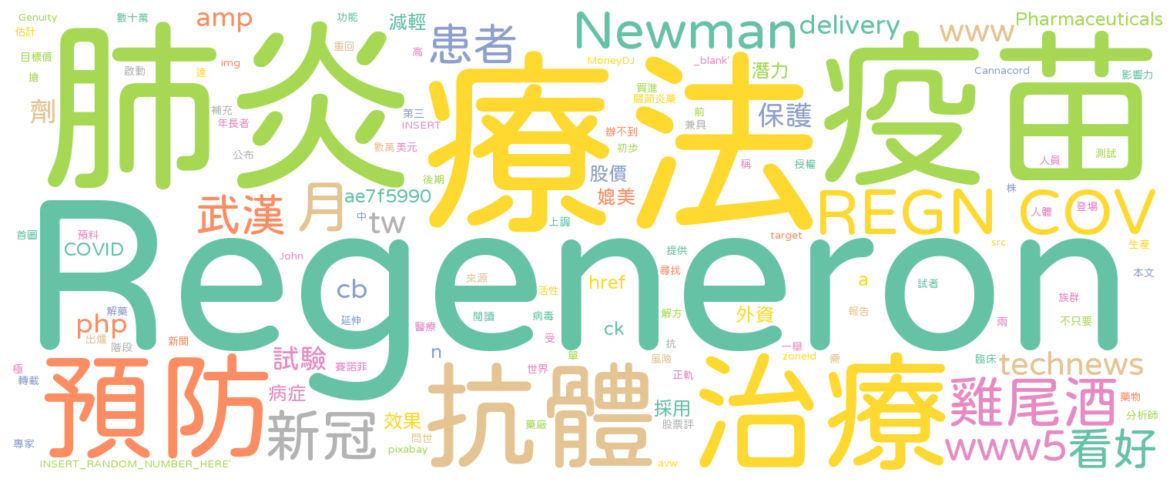 Genuity 數十萬 amp 功能 減輕 Newman delivery www Pharmaceuticals
估計 重回 患者 MoneyDJ _blank' 潛力 Cannacord 影響力
目標價 搶 啟動 img 肺炎 療法 疫苗
劑 補充 年長者 第三 INSERT 買進 關節炎藥 前 兼具 保護
公布 數萬 美元 辦不到 初步 稱 授權 人員 測試
後期 股價
武漢 月 ae7f5990 媲美 REGN COV 株 人體 登場
首圖 預料 COVID 中 tw 上調 target 提供 src 生產
John Regeneron 來源 尋找 本文
cb 活性 href a 試者 族群
解藥 延伸 閱讀 病毒 ck 解方 外資 報告 兩 不只要
php 出爐 階段 新聞 醫療 受 抗 一舉
試驗 賽諾菲 n 單 風險 zoneid 藥 臨床 technews
極 轉載 預防 病症 世界 正軌 治療 雞尾酒 藥物
新冠 效果 抗體 藥廠 採用 股票評 分析師
專家 問世 pixabay www5 看好
INSERT_RANDOM_NUMBER_HERE' avw